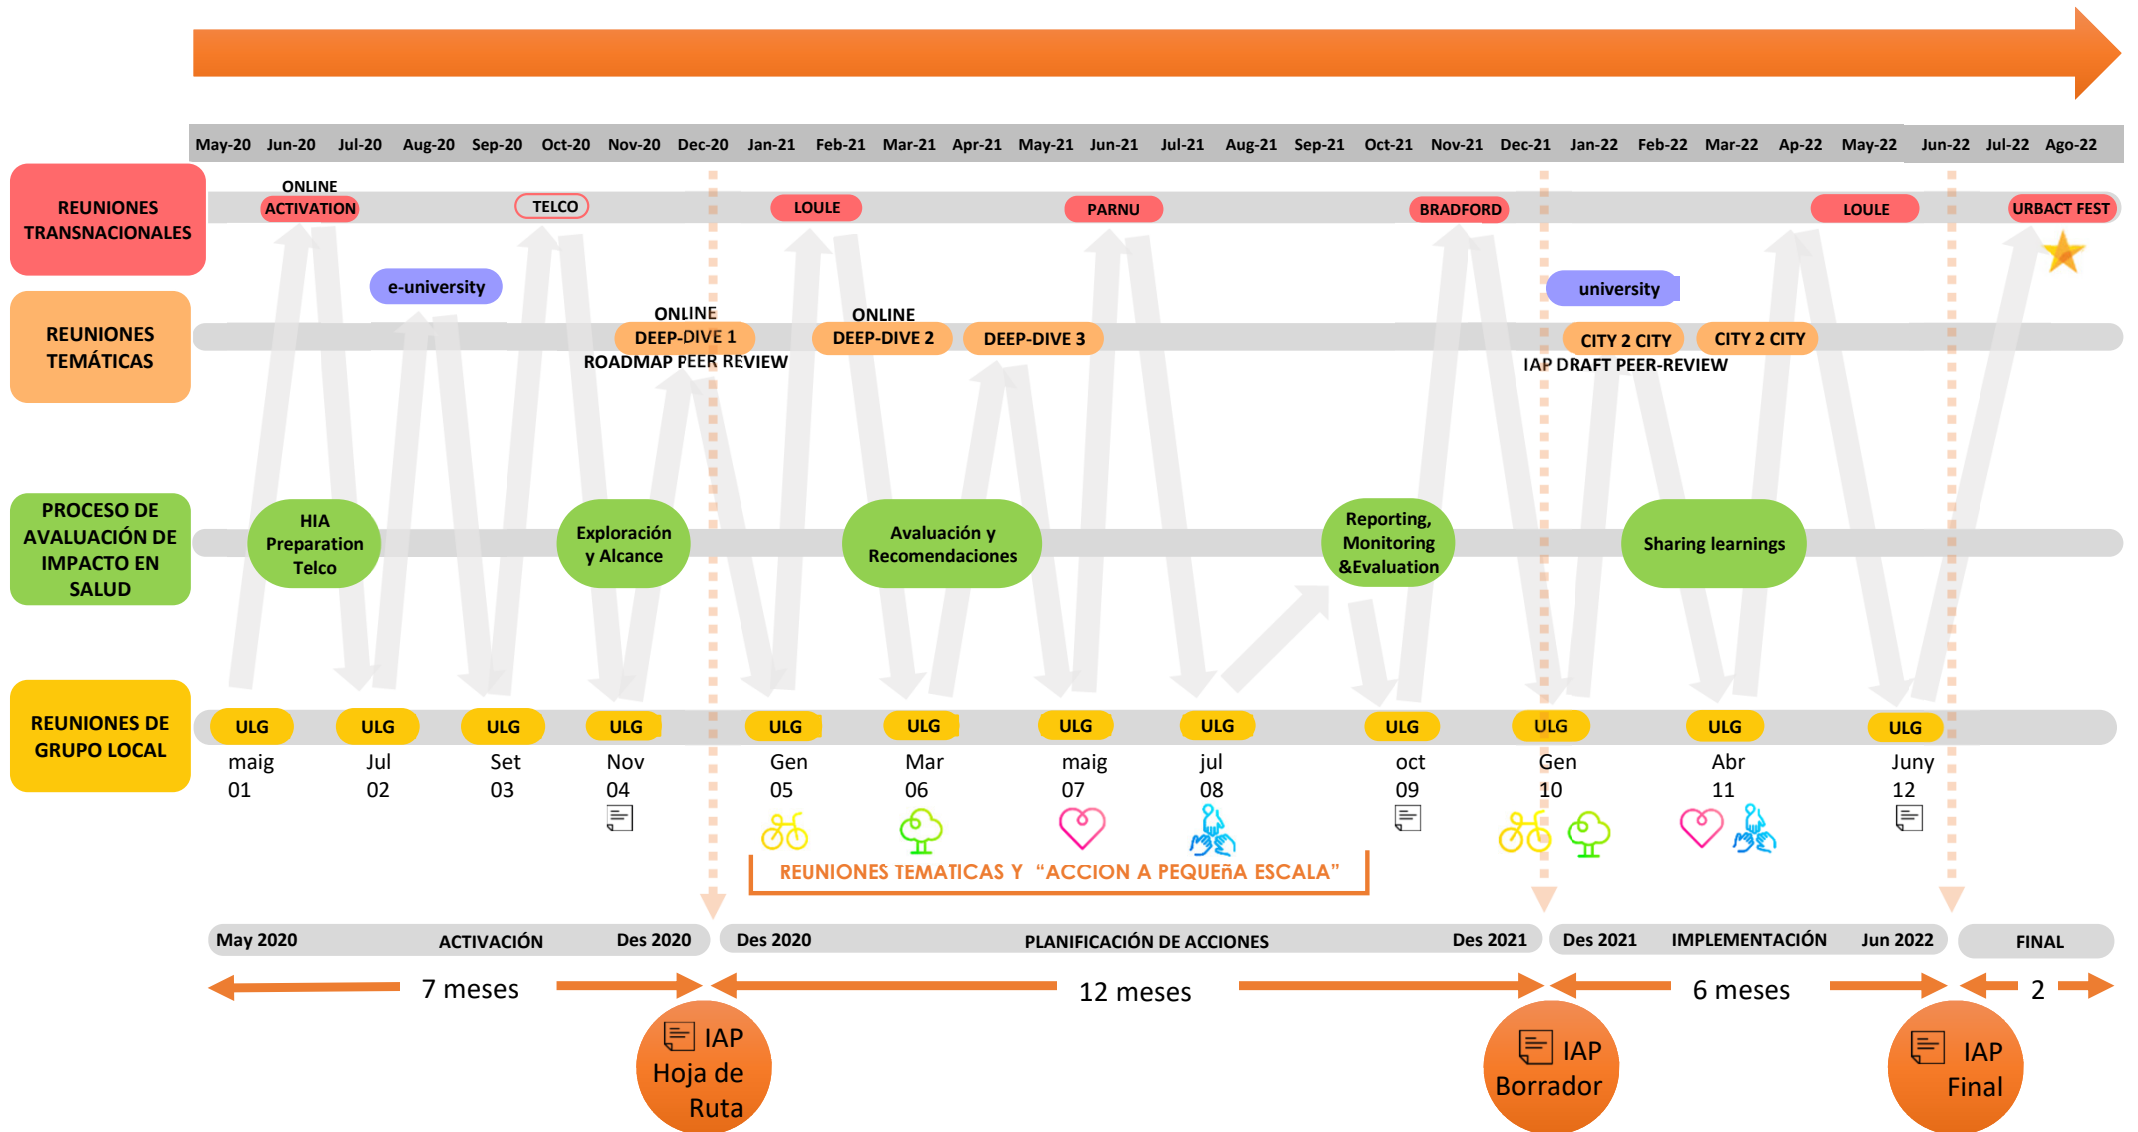 May-20 Jun-20 Jul-20 Aug-20 Sep-20 Oct-20 Nov-20 Dec-20 Jan-21 Feb-21 Mar-21 Apr-21 May-21 Jun-21 Jul-21 Aug-21 Sep-21 Oct-21 Nov-21 Dec-21 Jan-22 Feb-22 Mar-22 Ap-22 May-22 Jun-22 Jul-22 Ago-22
REUNIONES
TRANSNACIONALES
ONLINE
ACTIVATION
TELCO
LOULE
PARNU
BRADFORD
LOULE
URBACT FEST
e-university
university
REUNIONES
TEMÁTICAS
ONLINE
DEEP-DIVE 1
ROADMAP PEER REVIEW
ONLINE
DEEP-DIVE 2
DEEP-DIVE 3
CITY 2 CITY
IAP DRAFT PEER-REVIEW
CITY 2 CITY
PROCESO DE
AVALUACIÓN DE
IMPACTO EN
SALUD
HIA
Preparation
Telco
Exploración
y Alcance
Avaluación y
Recomendaciones
Reporting,
Monitoring
&Evaluation
Sharing learnings
REUNIONES DE
GRUPO LOCAL
ULG ULG ULG ULG ULG ULG ULG ULG ULG ULG ULG ULG
maig Jul Set Nov Gen Mar maig jul oct Gen Abr Juny
01 02 03 04 05 06 07 08 09 10 11 12
REUNIONES TEMATICAS Y "ACCION A PEQUEñA ESCALA"
May 2020 ACTIVACIÓN Des 2020 Des 2020 PLANIFICACIÓN DE ACCIONES Des 2021 Des 2021 IMPLEMENTACIÓN Jun 2022 FINAL
7 meses 12 meses 6 meses 2
IAP
Hoja de
Ruta
IAP
Borrador
IAP
Final